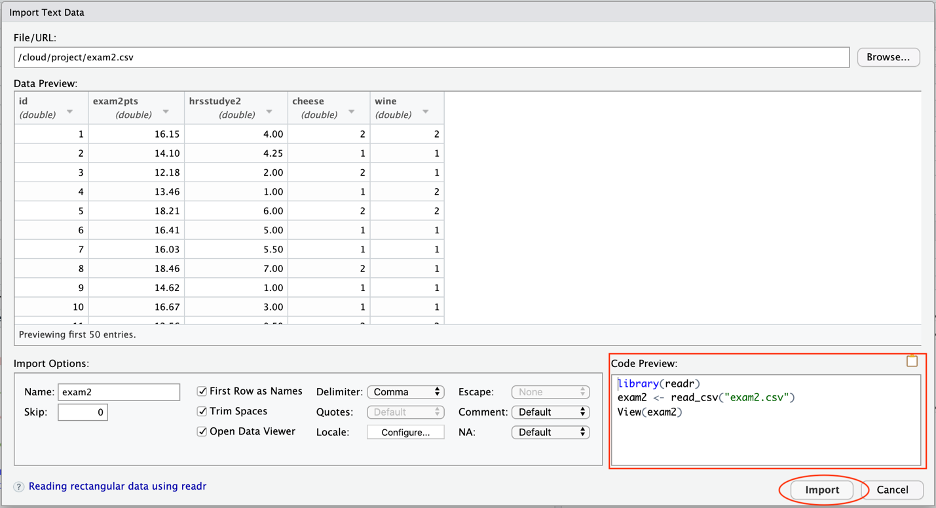 Import Text Data
File/URL:
/cloud/project/exam2.csv Browse...
Data Preview:
id exam2pts hrsstudye2 cheese wine
(double) (double) (double) (double) (double)
1 16.15 4.00 2 2
2 14.10 4.25 1 1
3 12.18 2.00 2 1
4 13.46 1.00 1 2
5 18.21 6.00 2 2
6 16.41 5.00 1 1
7 16.03 5.50 1 1
8 18.46 7.00 2 1
9 14.62 1.00 1 1
10 16.67 3.00 1 1
Previewing first 50 entries.
Import Options:
Name: exam2 First Row as Names Delimiter: Comma Escape: None
Skip: 0 Trim Spaces Quotes: Default Comment: Default
Open Data Viewer Locale: Configure... NA: Default
Code Preview:
library(readr)
exam2 <- read_csv("exam2.csv")
View(exam2)
? Reading rectangular data using readr
Import Cancel